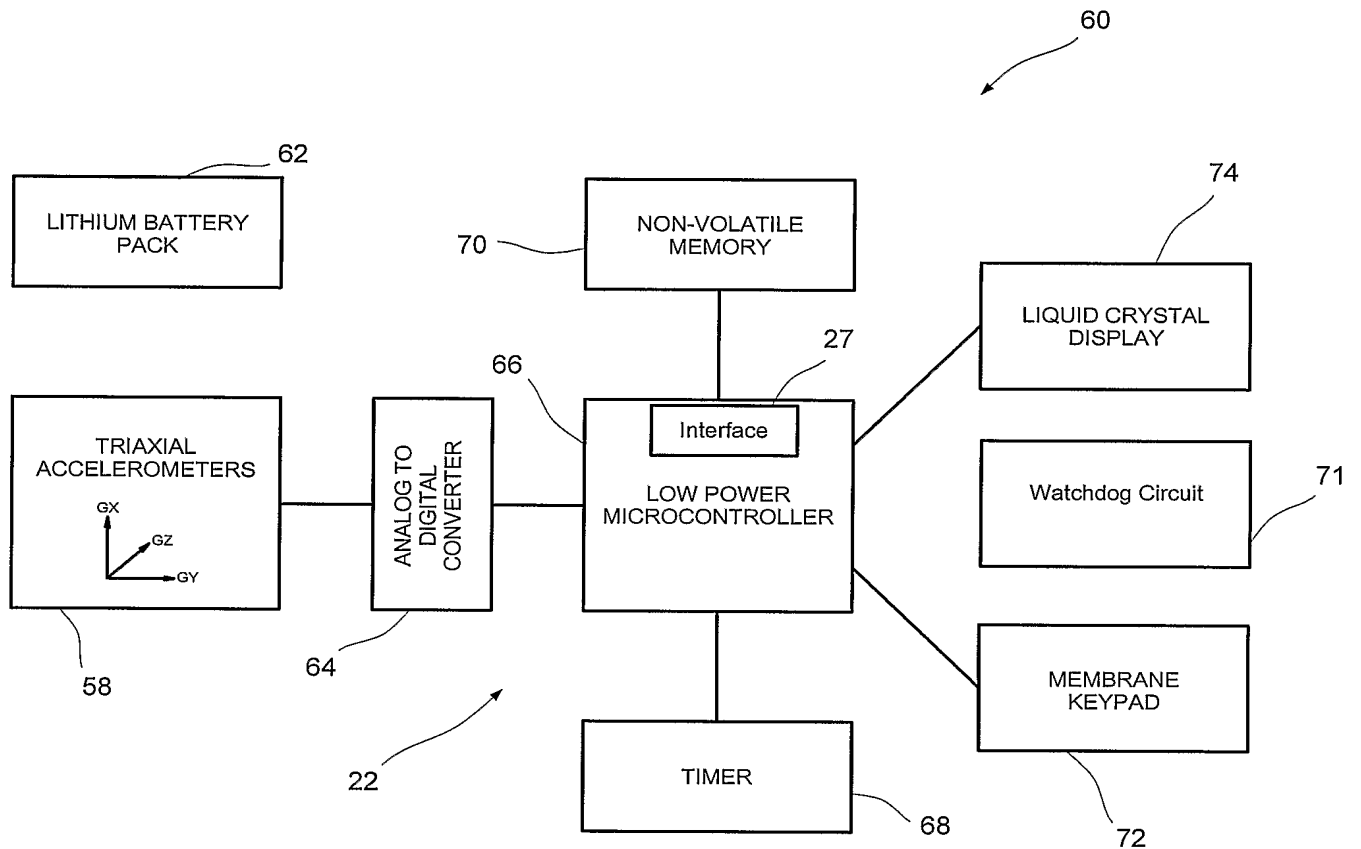 60
62
LITHIUM BATTERY
PACK
70
NON-VOLATILE
MEMORY
74
LIQUID CRYSTAL
DISPLAY
27
66
Interface
LOW POWER
MICROCONTROLLER
TRIAXIAL
ACCELEROMETERS
GX
GZ
GY
58
ANALOG TO
DIGITAL
CONVERTER
64
Watchdog Circuit
71
MEMBRANE
KEYPAD
72
22
TIMER
68